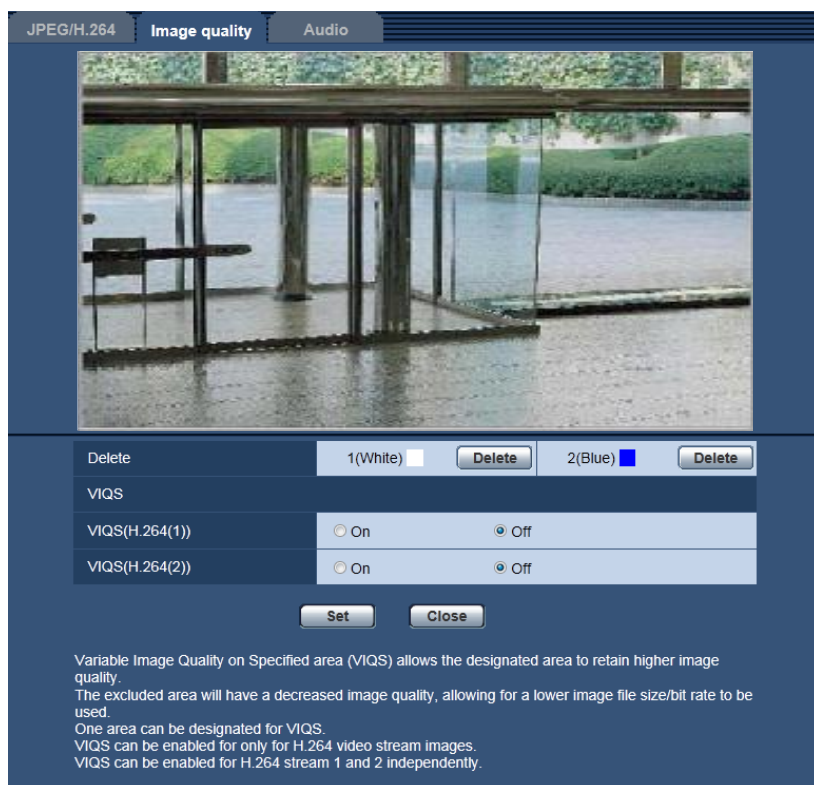 JPEG/H.264 Image quality Audio
Delete 1(White) Delete 2(Blue) Delete
VIQS
VIQS(H.264(1)) On Off
VIQS(H.264(2)) On Off
Set Close
Variable Image Quality on Specified area (VIQS) allows the designated area to retain higher image
quality.
The excluded area will have a decreased image quality, allowing for a lower image file size/bit rate to be
used.
One area can be designated for VIQS.
VIQS can be enabled for only for H.264 video stream images.
VIQS can be enabled for H.264 stream 1 and 2 independently.